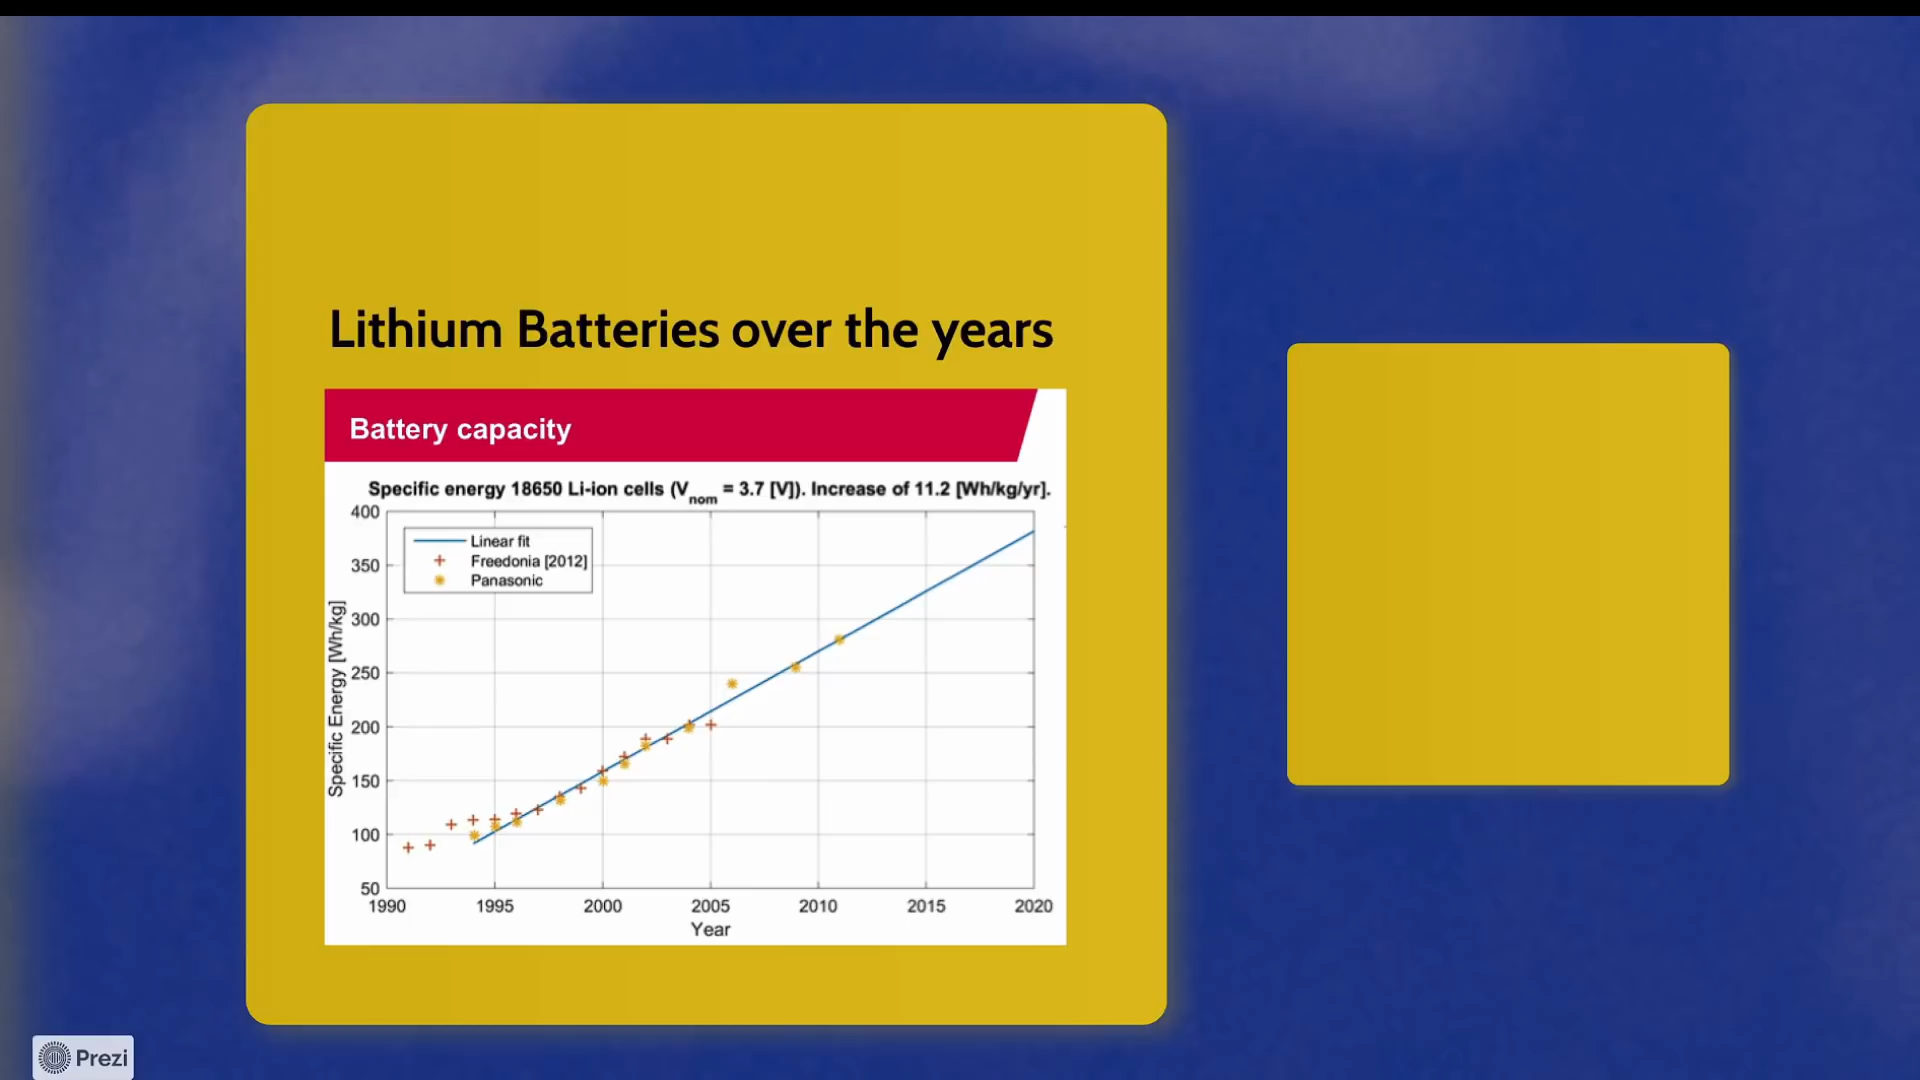 Lithium Batteries over the years
Battery capacity
Specific energy 18650 Li-ion cells (Vnom = 3.7 [V]). Increase of 11.2 [Wh/kg/yr].
Linear fit
Freedonia [2012]
Panasonic
Specific Energy [Wh/kg]
400
350
300
250
200
150
100
50
1990 1995 2000 2005 2010 2015 2020
Year
Prezi